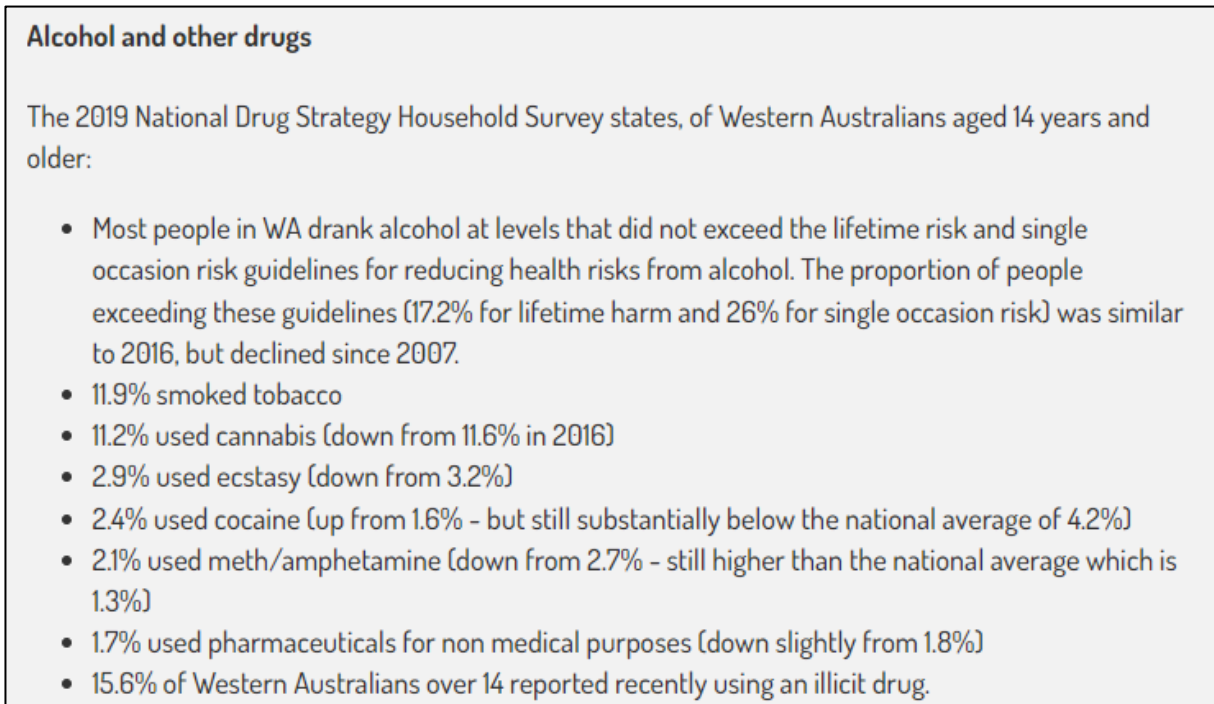 Alcohol and other drugs
The 2019 National Drug Strategy Household Survey states, of Western Australians aged 14 years and
older:
• Most people in WA drank alcohol at levels that did not exceed the lifetime risk and single
occasion risk guidelines for reducing health risks from alcohol. The proportion of people
exceeding these guidelines (17.2% for lifetime harm and 26% for single occasion risk) was similar
to 2016, but declined since 2007.
• 11.9% smoked tobacco
• 11.2% used cannabis (down from 11.6% in 2016)
• 2.9% used ecstasy (down from 3.2%)
• 2.4% used cocaine (up from 1.6% - but still substantially below the national average of 4.2%)
• 2.1% used meth/amphetamine (down from 2.7% - still higher than the national average which is
1.3%)
• 1.7% used pharmaceuticals for non medical purposes (down slightly from 1.8%)
• 15.6% of Western Australians over 14 reported recently using an illicit drug.